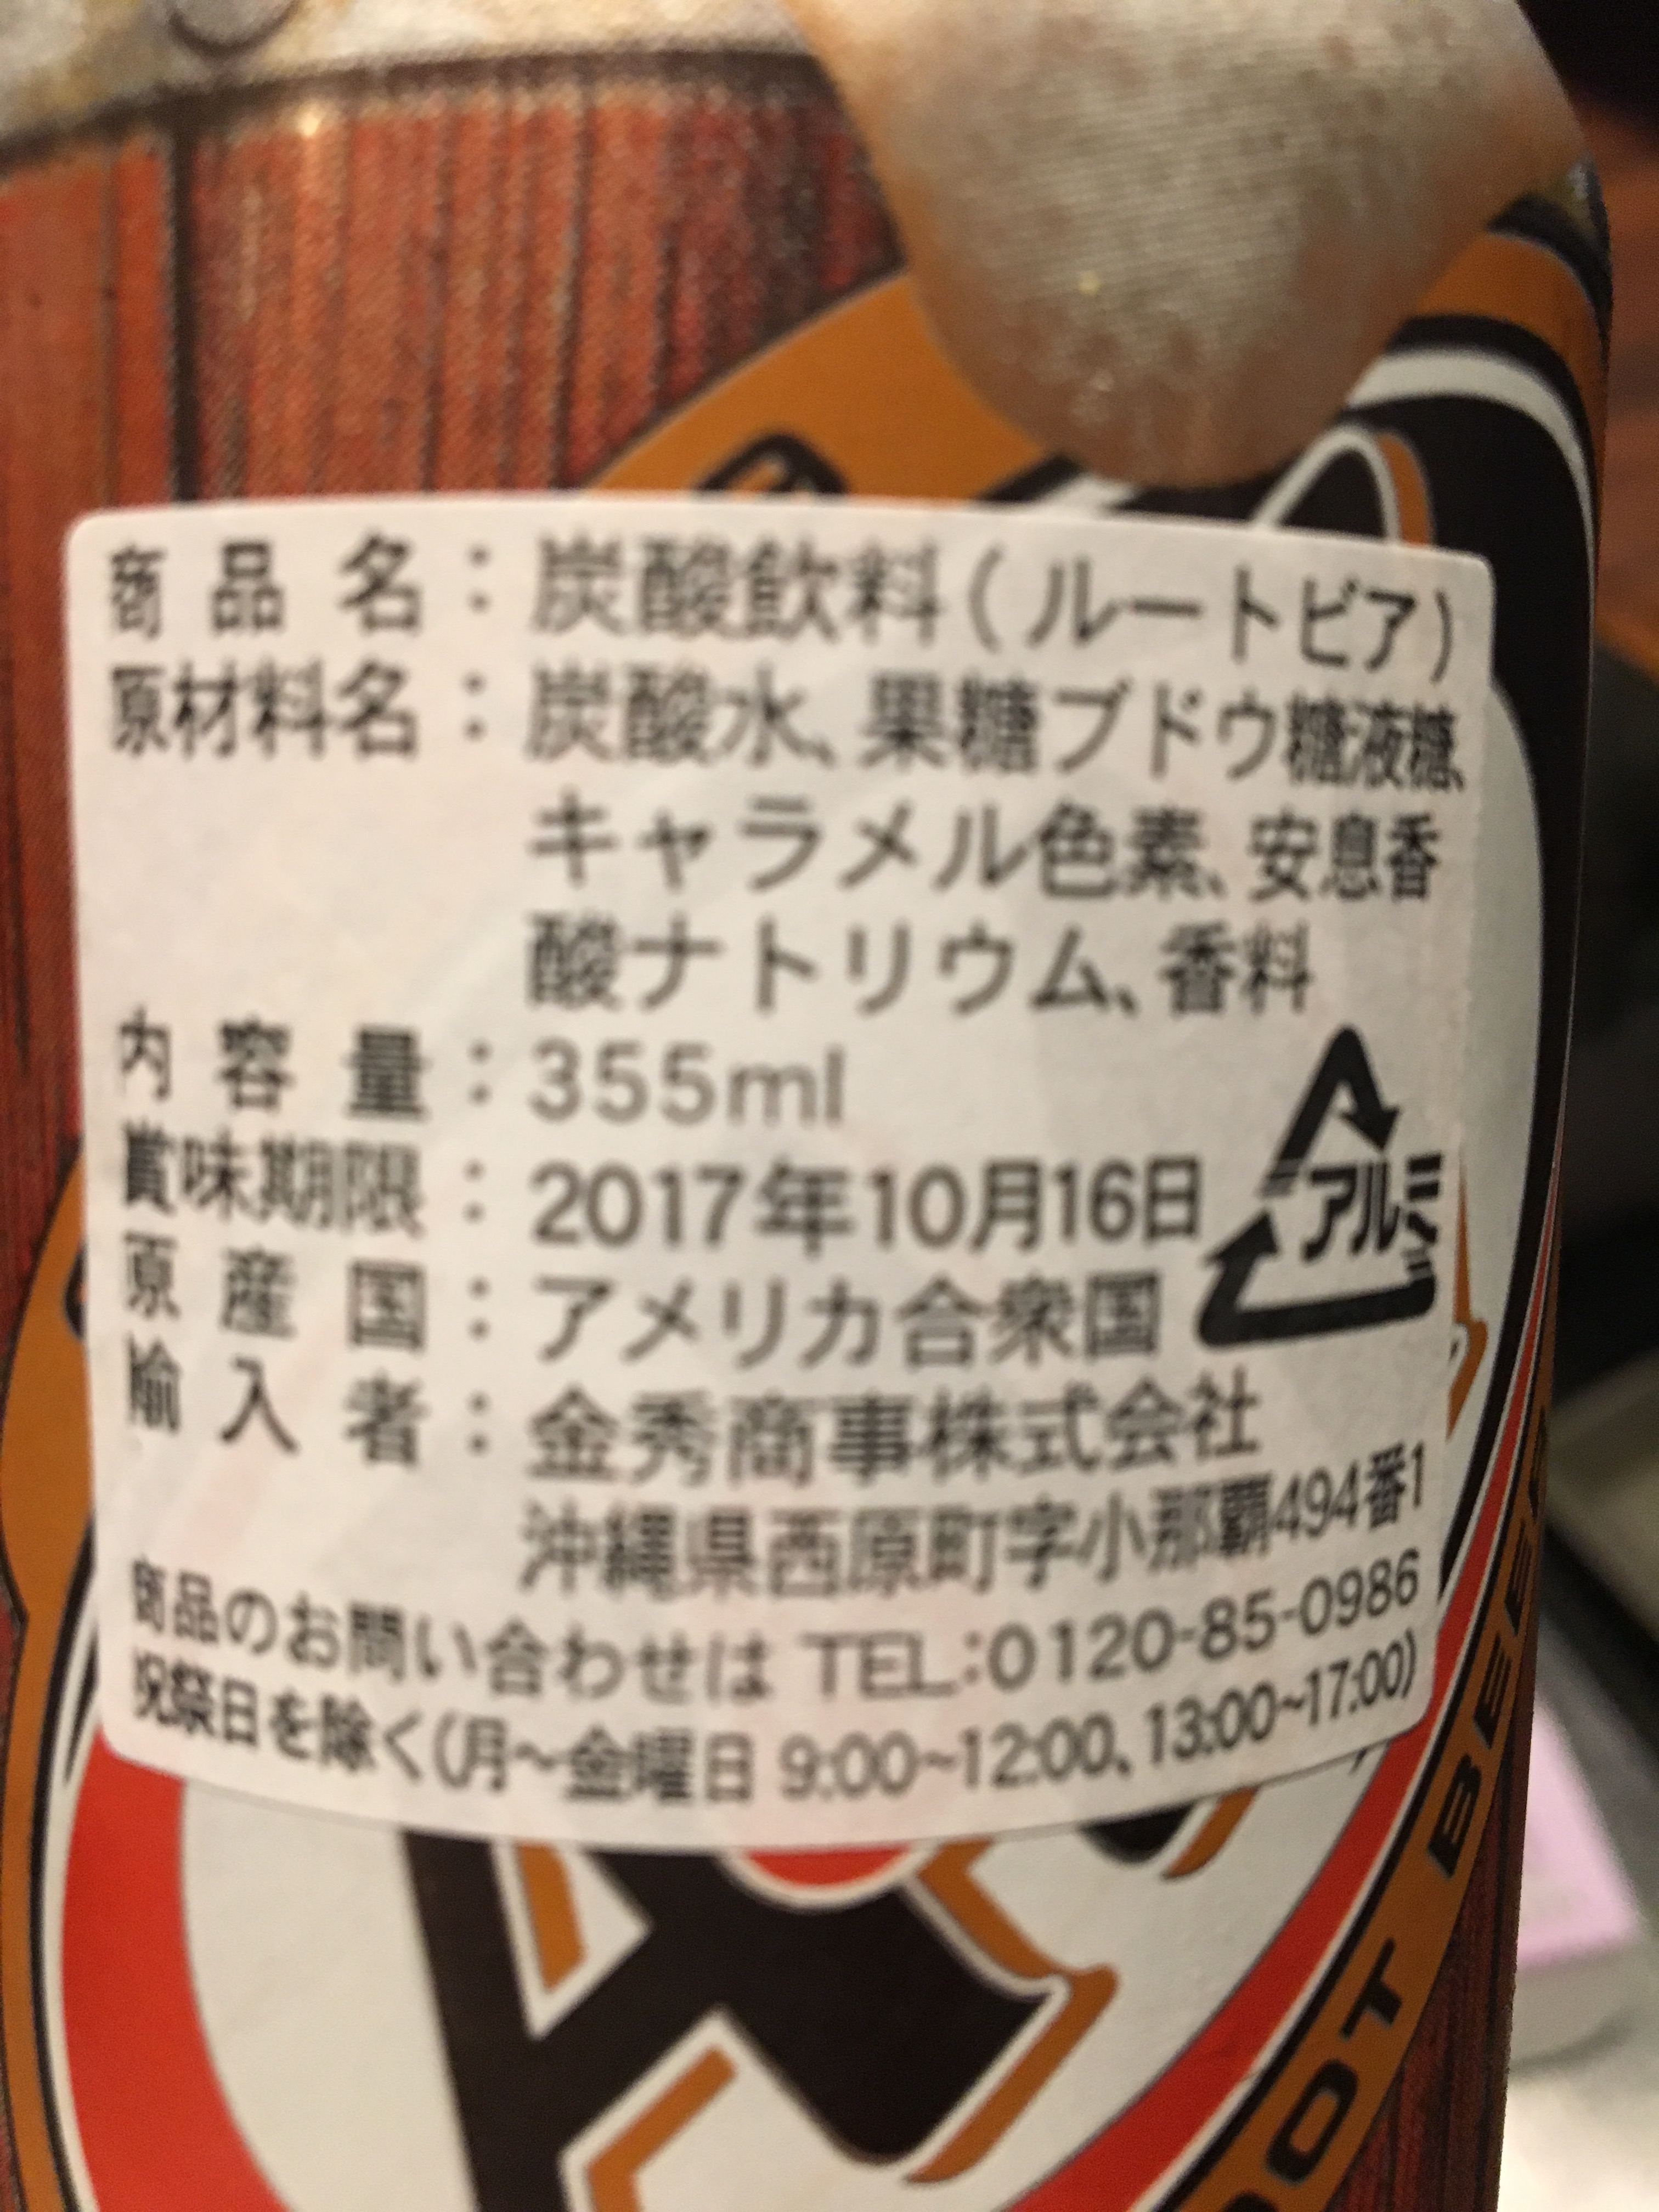 商品名：炭酸飲料（ルートビア）
原材料名：炭酸水、果糖ブドウ糖液糖、
キャラメル色素、安息香
酸ナトリウム、香料
内容量：355ml
賞味期限：2017年10月16日
アルミ
原産国：アメリカ合衆国
輸入者：金秀商事株式会社
沖縄県西原町字小那覇494番1
商品のお問い合わせは TEL:0120-85-0986
祝祭日を除く(月~金曜日 9:00~12:00、13:00~17:00)
A
ROOT BEER